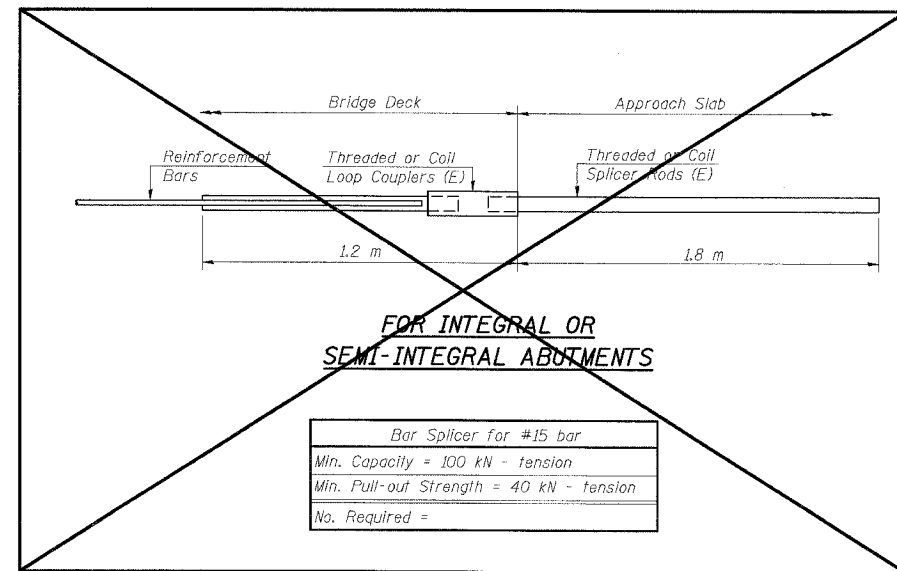 Bridge Deck
Approach Slab
Reinforcement
Bars
Threaded or Coil
Loop Couplers (E)
Threaded or Coil
Splicer Rods (E)
1.2 m
1.8 m
FOR INTEGRAL OR
SEMI-INTEGRAL ABUTMENTS
Bar Splicer for #15 bar
Min. Capacity = 100 kN - tension
Min. Pull-out Strength = 40 kN - tension
No. Required =